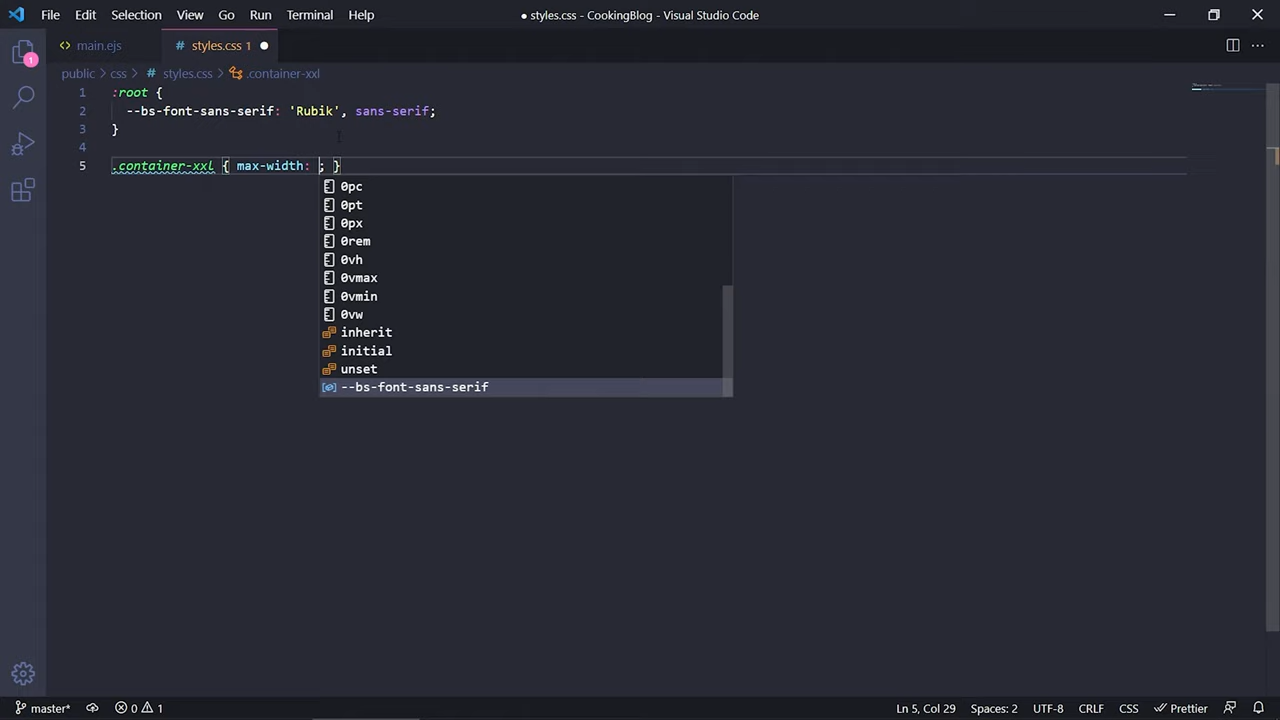 File Edit Selection View Go Run Terminal Help
● styles.css - CookingBlog - Visual Studio Code
main.ejs
# styles.css 1 ●
public > css > # styles.css > .container-xxl
1 :root {
2 --bs-font-sans-serif: 'Rubik', sans-serif;
3 }
4
5 .container-xxl { max-width: ; }
0pc
0pt
0px
0rem
0vh
0vmax
0vmin
0vw
inherit
initial
unset
--bs-font-sans-serif
1
master* 0 1 Ln 5, Col 29 Spaces: 2 UTF-8 CRLF CSS Prettier